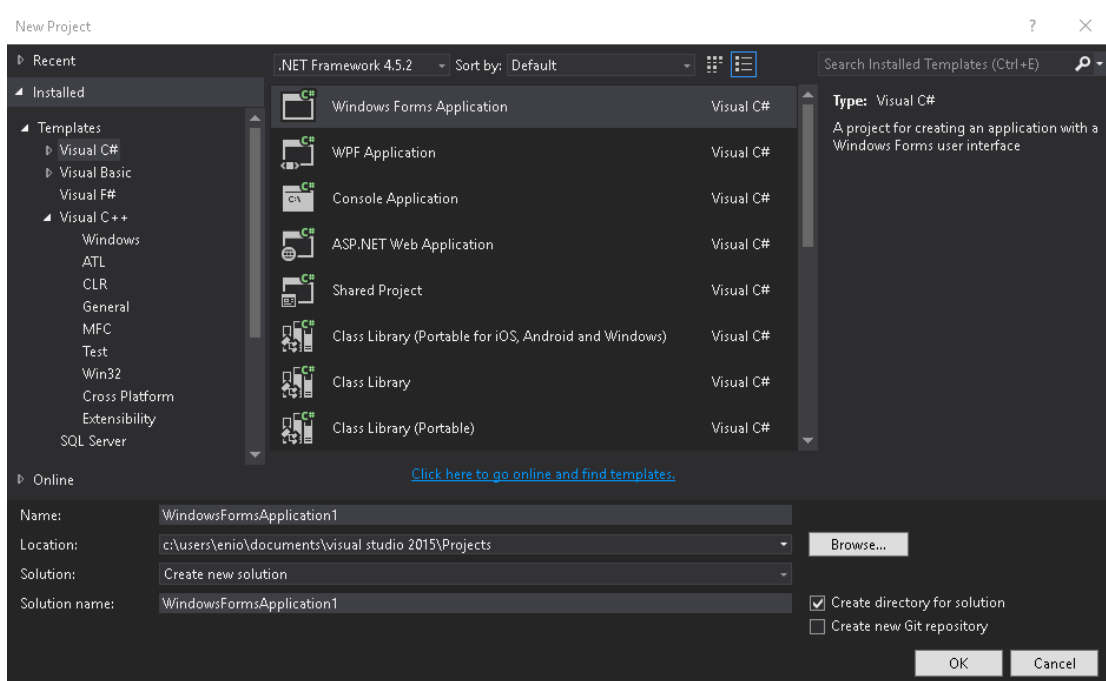 New Project
?
Recent
.NET Framework 4.5.2
Sort by: Default
Search Installed Templates (Ctrl+E)
Installed
Templates
Visual C#
Visual Basic
Visual F#
Visual C++
Windows
ATL
CLR
General
MFC
Test
Win32
Cross Platform
Extensibility
SQL Server
Online
C# Windows Forms Application Visual C#
C# WPF Application Visual C#
C# C:\ Console Application Visual C#
C# ASP.NET Web Application Visual C#
C# Shared Project Visual C#
C# Class Library (Portable for iOS, Android and Windows) Visual C#
C# Class Library Visual C#
C# Class Library (Portable) Visual C#
Click here to go online and find templates.
Type: Visual C#
A project for creating an application with a
Windows Forms user interface
Name: WindowsFormsApplication1
Location: c:\users\enio\documents\visual studio 2015\Projects
Browse...
Solution: Create new solution
Solution name: WindowsFormsApplication1
Create directory for solution
Create new Git repository
OK
Cancel